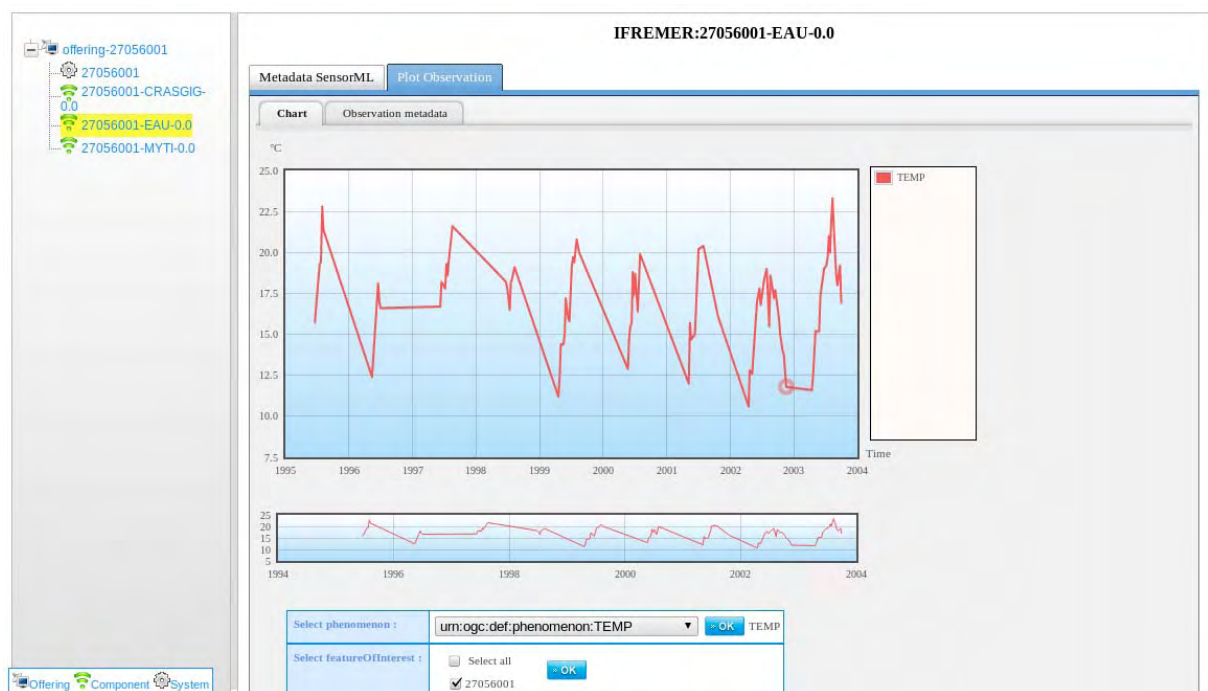 offering-27056001
27056001
27056001-CRASGIG-
0.0
27056001-EAU-0.0
27056001-MYTI-0.0
Offering Component System
IFREMER:27056001-EAU-0.0
Metadata SensorML Plot Observation
Chart Observation metadata
°C
25.0
22.5
20.0
17.5
15.0
12.5
10.0
7.5
1995 1996 1997 1998 1999 2000 2001 2002 2003 2004
Time
TEMP
25
20
15
10
5
1994 1996 1998 2000 2002 2004
Select phenomenon : urn:ogc:def:phenomenon:TEMP » OK TEMP
Select featureOfInterest : Select all » OK
27056001